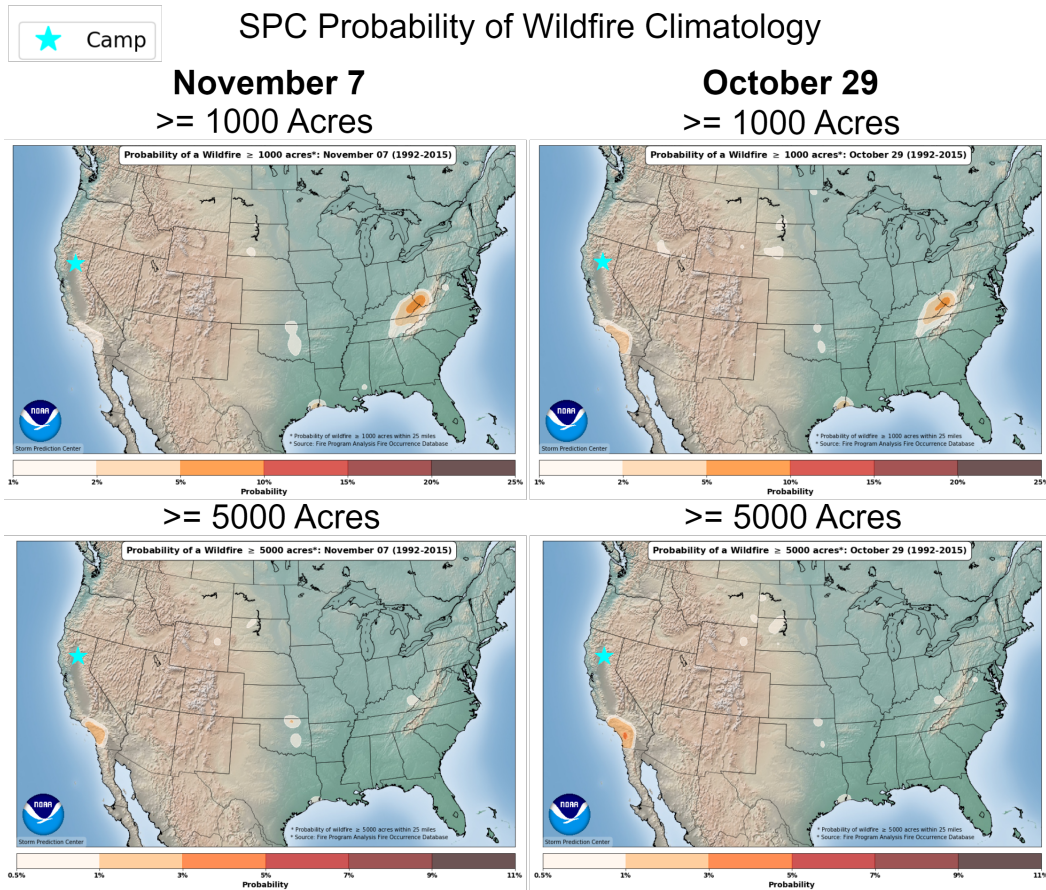 Camp
SPC Probability of Wildfire Climatology
November 7
>= 1000 Acres
October 29
>= 1000 Acres
Probability of a Wildfire ≥ 1000 acres*: November 07 (1992-2015)
NOAA
Storm Prediction Center
* Probability of wildfire ≥ 1000 acres within 25 miles
* Source: Fire Program Analysis Fire Occurrence Database
1% 2% 5% 10% 15% 20% 25%
Probability
Probability of a Wildfire ≥ 1000 acres*: October 29 (1992-2015)
NOAA
Storm Prediction Center
* Probability of wildfire ≥ 1000 acres within 25 miles
* Source: Fire Program Analysis Fire Occurrence Database
1% 2% 5% 10% 15% 20% 25%
Probability
>= 5000 Acres
>= 5000 Acres
Probability of a Wildfire ≥ 5000 acres*: November 07 (1992-2015)
NOAA
Storm Prediction Center
* Probability of wildfire ≥ 5000 acres within 25 miles
* Source: Fire Program Analysis Fire Occurrence Database
0.5% 1% 3% 5% 7% 9% 11%
Probability
Probability of a Wildfire ≥ 5000 acres*: October 29 (1992-2015)
NOAA
Storm Prediction Center
* Probability of wildfire ≥ 5000 acres within 25 miles
* Source: Fire Program Analysis Fire Occurrence Database
0.5% 1% 3% 5% 7% 9% 11%
Probability